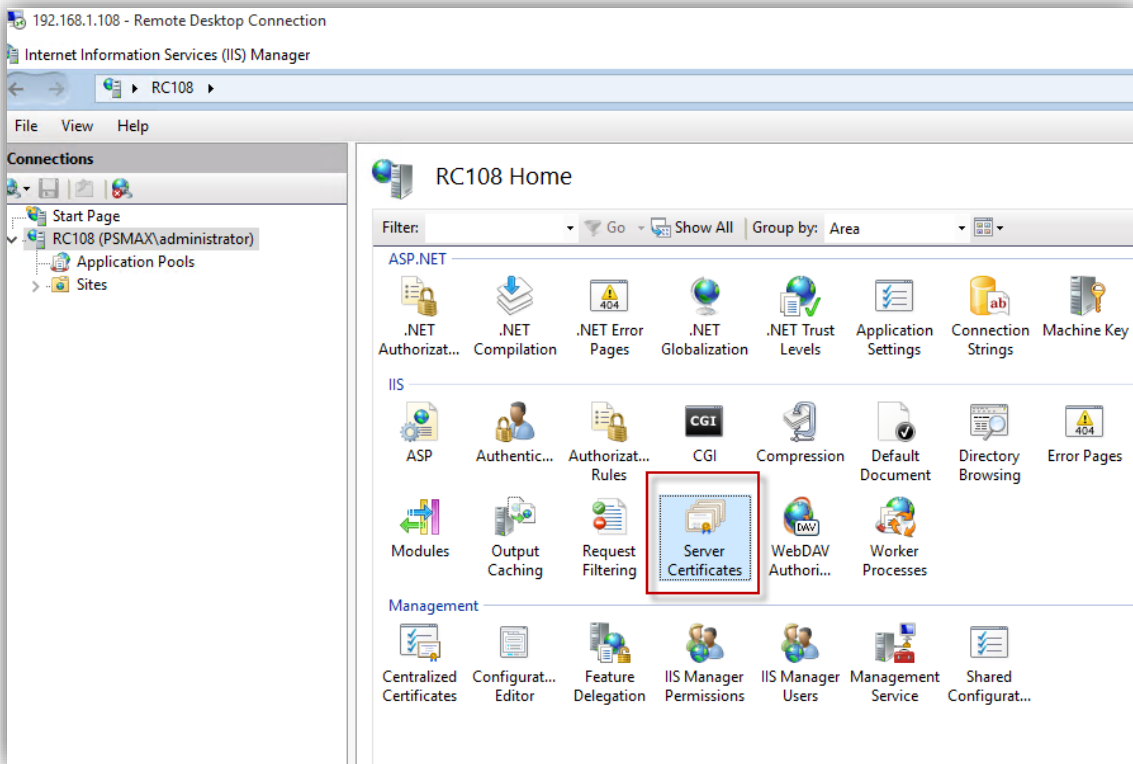 192.168.1.108 - Remote Desktop Connection
Internet Information Services (IIS) Manager
RC108
File View Help
Connections
Start Page
RC108 (PSMAX\administrator)
Application Pools
Sites
RC108 Home
Filter: Go Show All Group by: Area
ASP.NET
404
ab
.NET .NET .NET Error .NET .NET Trust Application Connection Machine Key
Authorizat... Compilation Pages Globalization Levels Settings Strings
IIS
CGI
404
ASP Authentic... Authorizat... CGI Compression Default Directory Error Pages
Rules Document Browsing
DAV
Modules Output Request Server WebDAV Worker
Caching Filtering Certificates Authori... Processes
Management
Centralized Configurat... Feature IIS Manager IIS Manager Management Shared
Certificates Editor Delegation Permissions Users Service Configurat...